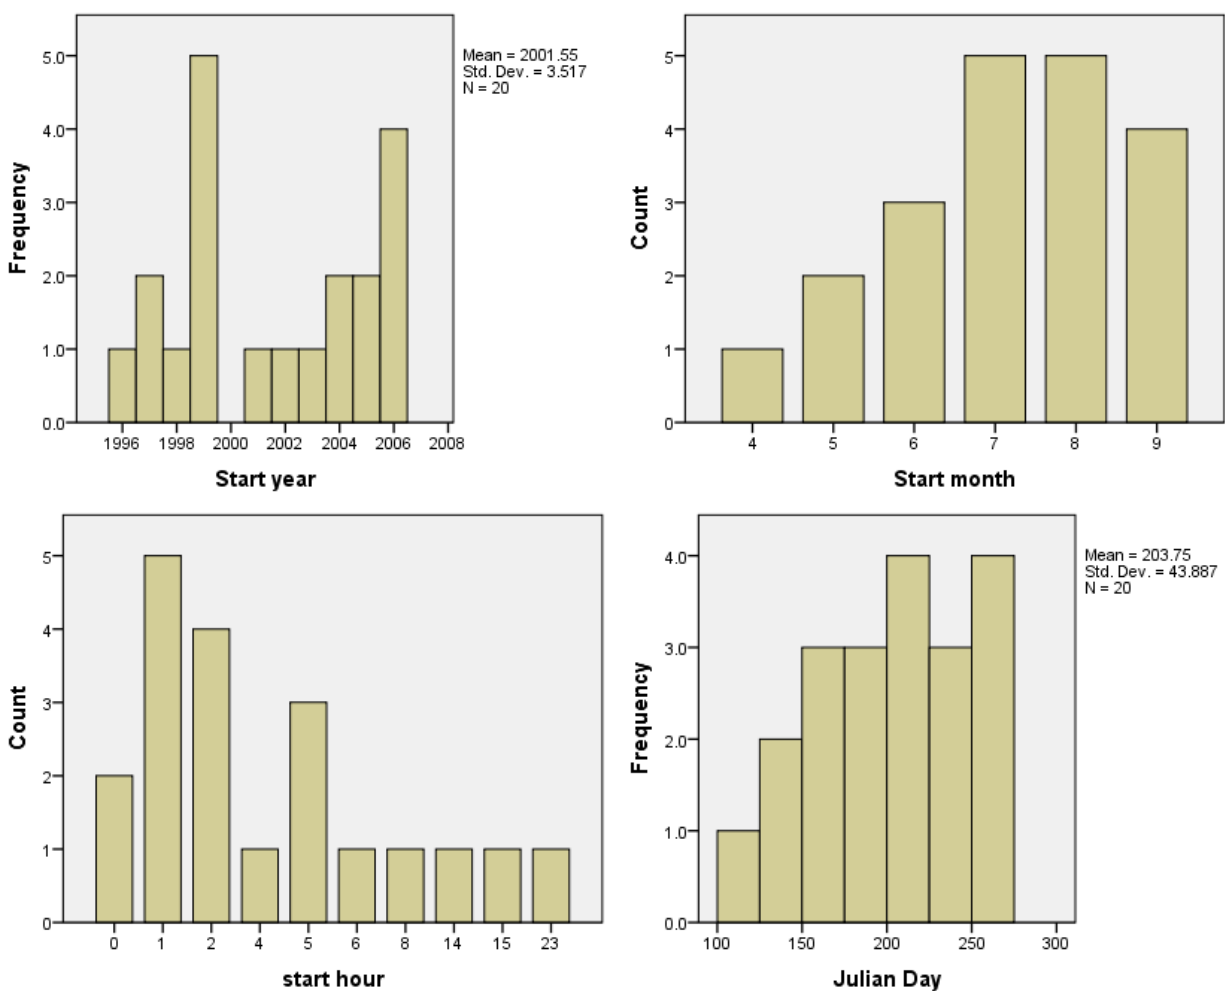 5.0
4.0
3.0
2.0
1.0
0.0
Frequency
1996 1998 2000 2002 2004 2006 2008
Start year
Mean = 2001.55
Std. Dev. = 3.517
N = 20
5
4
3
2
1
0
Count
4 5 6 7 8 9
Start month
5
4
3
2
1
0
Count
0 1 2 4 5 6 8 14 15 23
start hour
4.0
3.0
2.0
1.0
0.0
Frequency
100 150 200 250 300
Julian Day
Mean = 203.75
Std. Dev. = 43.887
N = 20